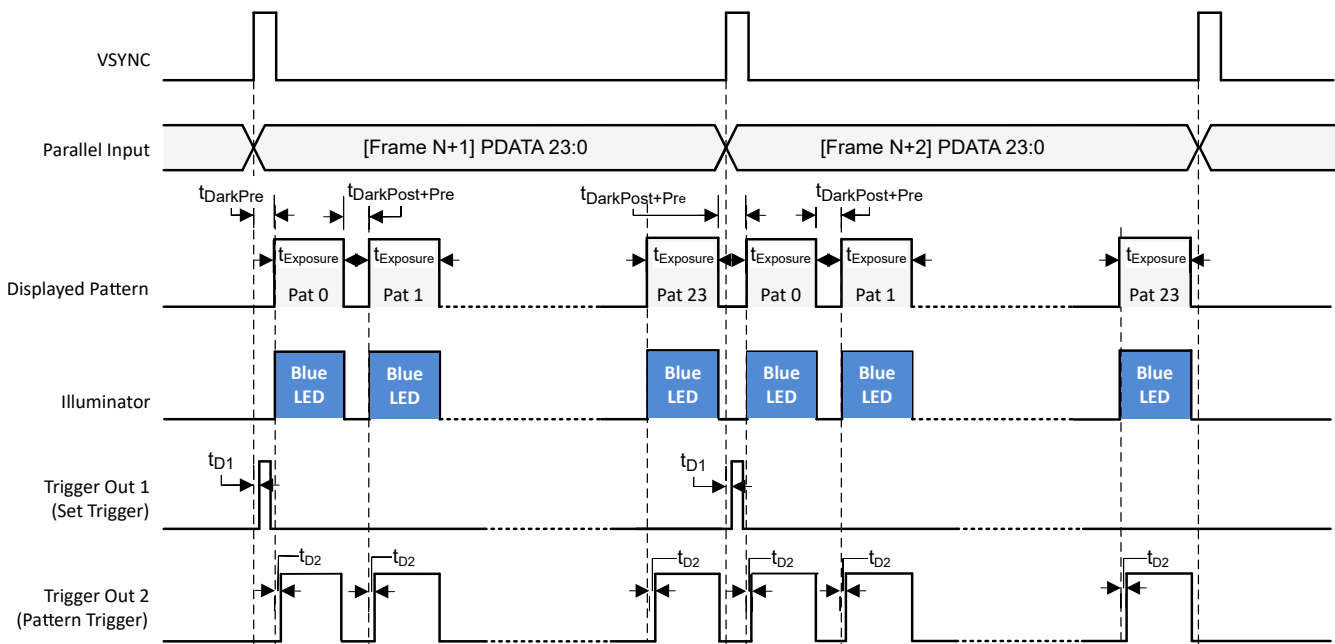 VSYNC
Parallel Input
[Frame N+1] PDATA 23:0
[Frame N+2] PDATA 23:0
tDarkPre
tDarkPost+Pre
tDarkPost+Pre
tDarkPost+Pre
Displayed Pattern
tExposure
Pat 0
tExposure
Pat 1
tExposure
Pat 23
tExposure
Pat 0
tExposure
Pat 1
tExposure
Pat 23
Illuminator
Blue
LED
Blue
LED
Blue
LED
Blue
LED
Blue
LED
Blue
LED
tD1
tD1
Trigger Out 1
(Set Trigger)
tD2
tD2
tD2
tD2
tD2
tD2
Trigger Out 2
(Pattern Trigger)